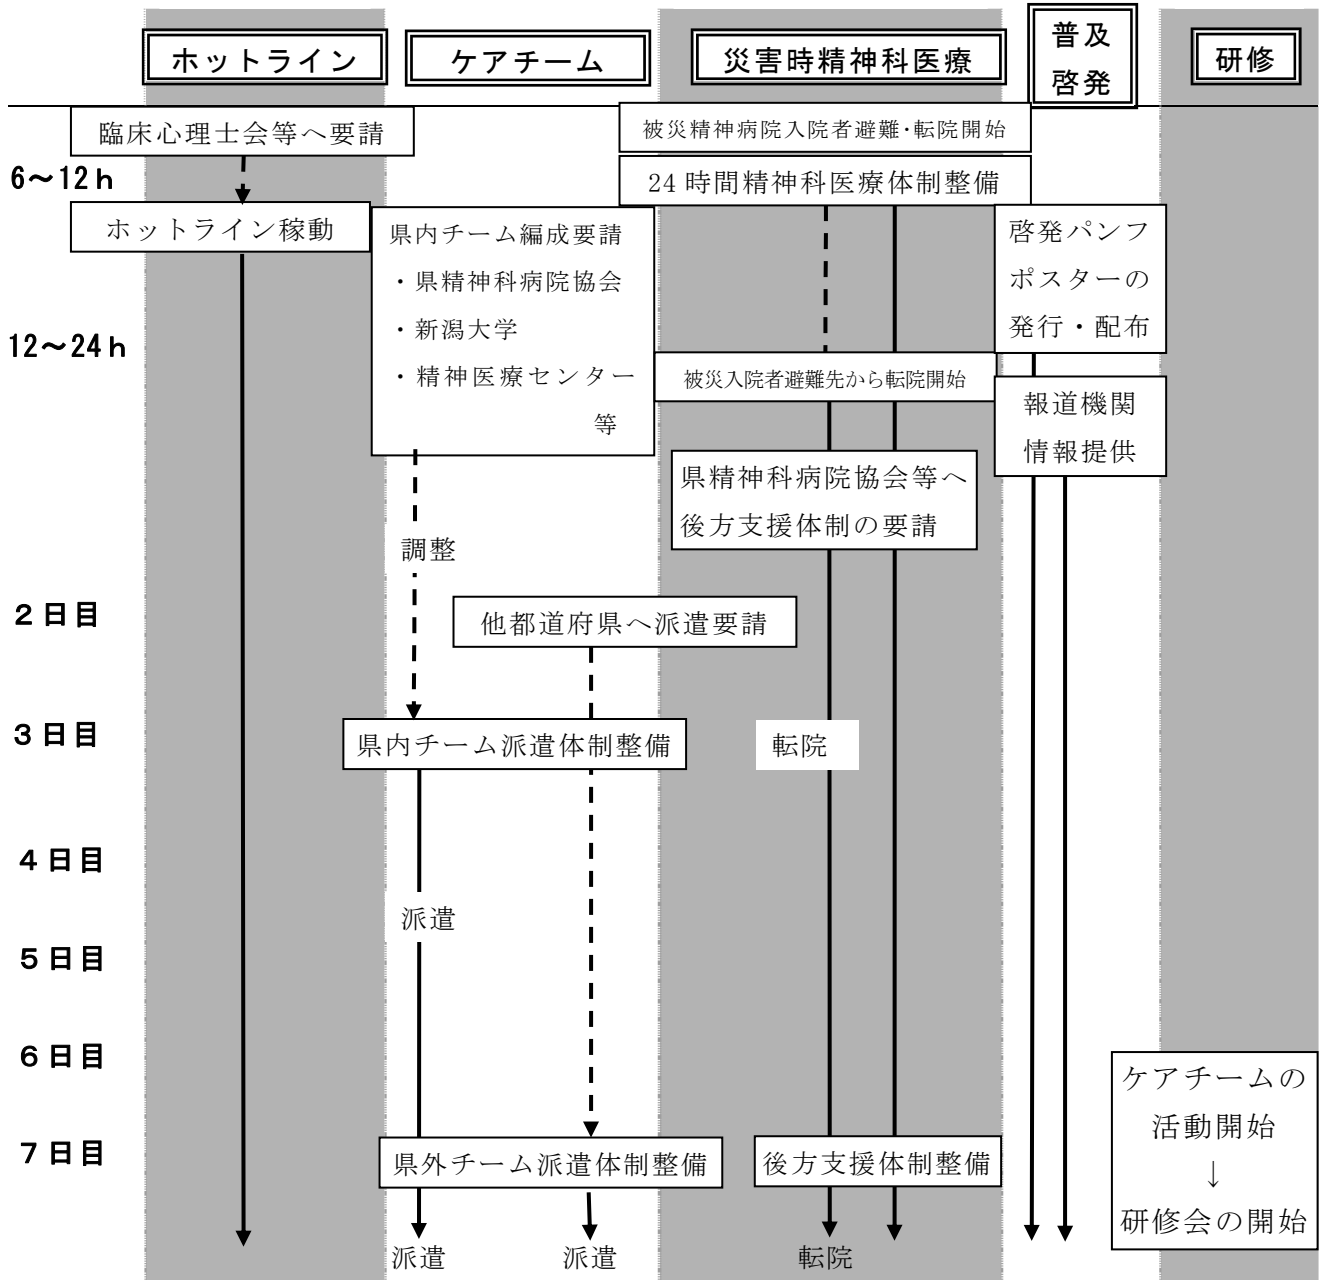 ホットライン
ケアチーム
災害時精神科医療
普及
啓発
研修
臨床心理士会等へ要請
被災精神病院入院者避難・転院開始
6～12h
24時間精神科医療体制整備
ホットライン稼動
県内チーム編成要請
・県精神科病院協会
・新潟大学
・精神医療センター
等
啓発パンフ
ポスターの
発行・配布
12～24h
被災入院者避難先から転院開始
報道機関
情報提供
県精神科病院協会等へ
後方支援体制の要請
調整
2日目
他都道府県へ派遣要請
3日目
県内チーム派遣体制整備
転院
4日目
派遣
5日目
6日目
ケアチームの
活動開始
↓
研修会の開始
7日目
県外チーム派遣体制整備
後方支援体制整備
派遣
派遣
転院